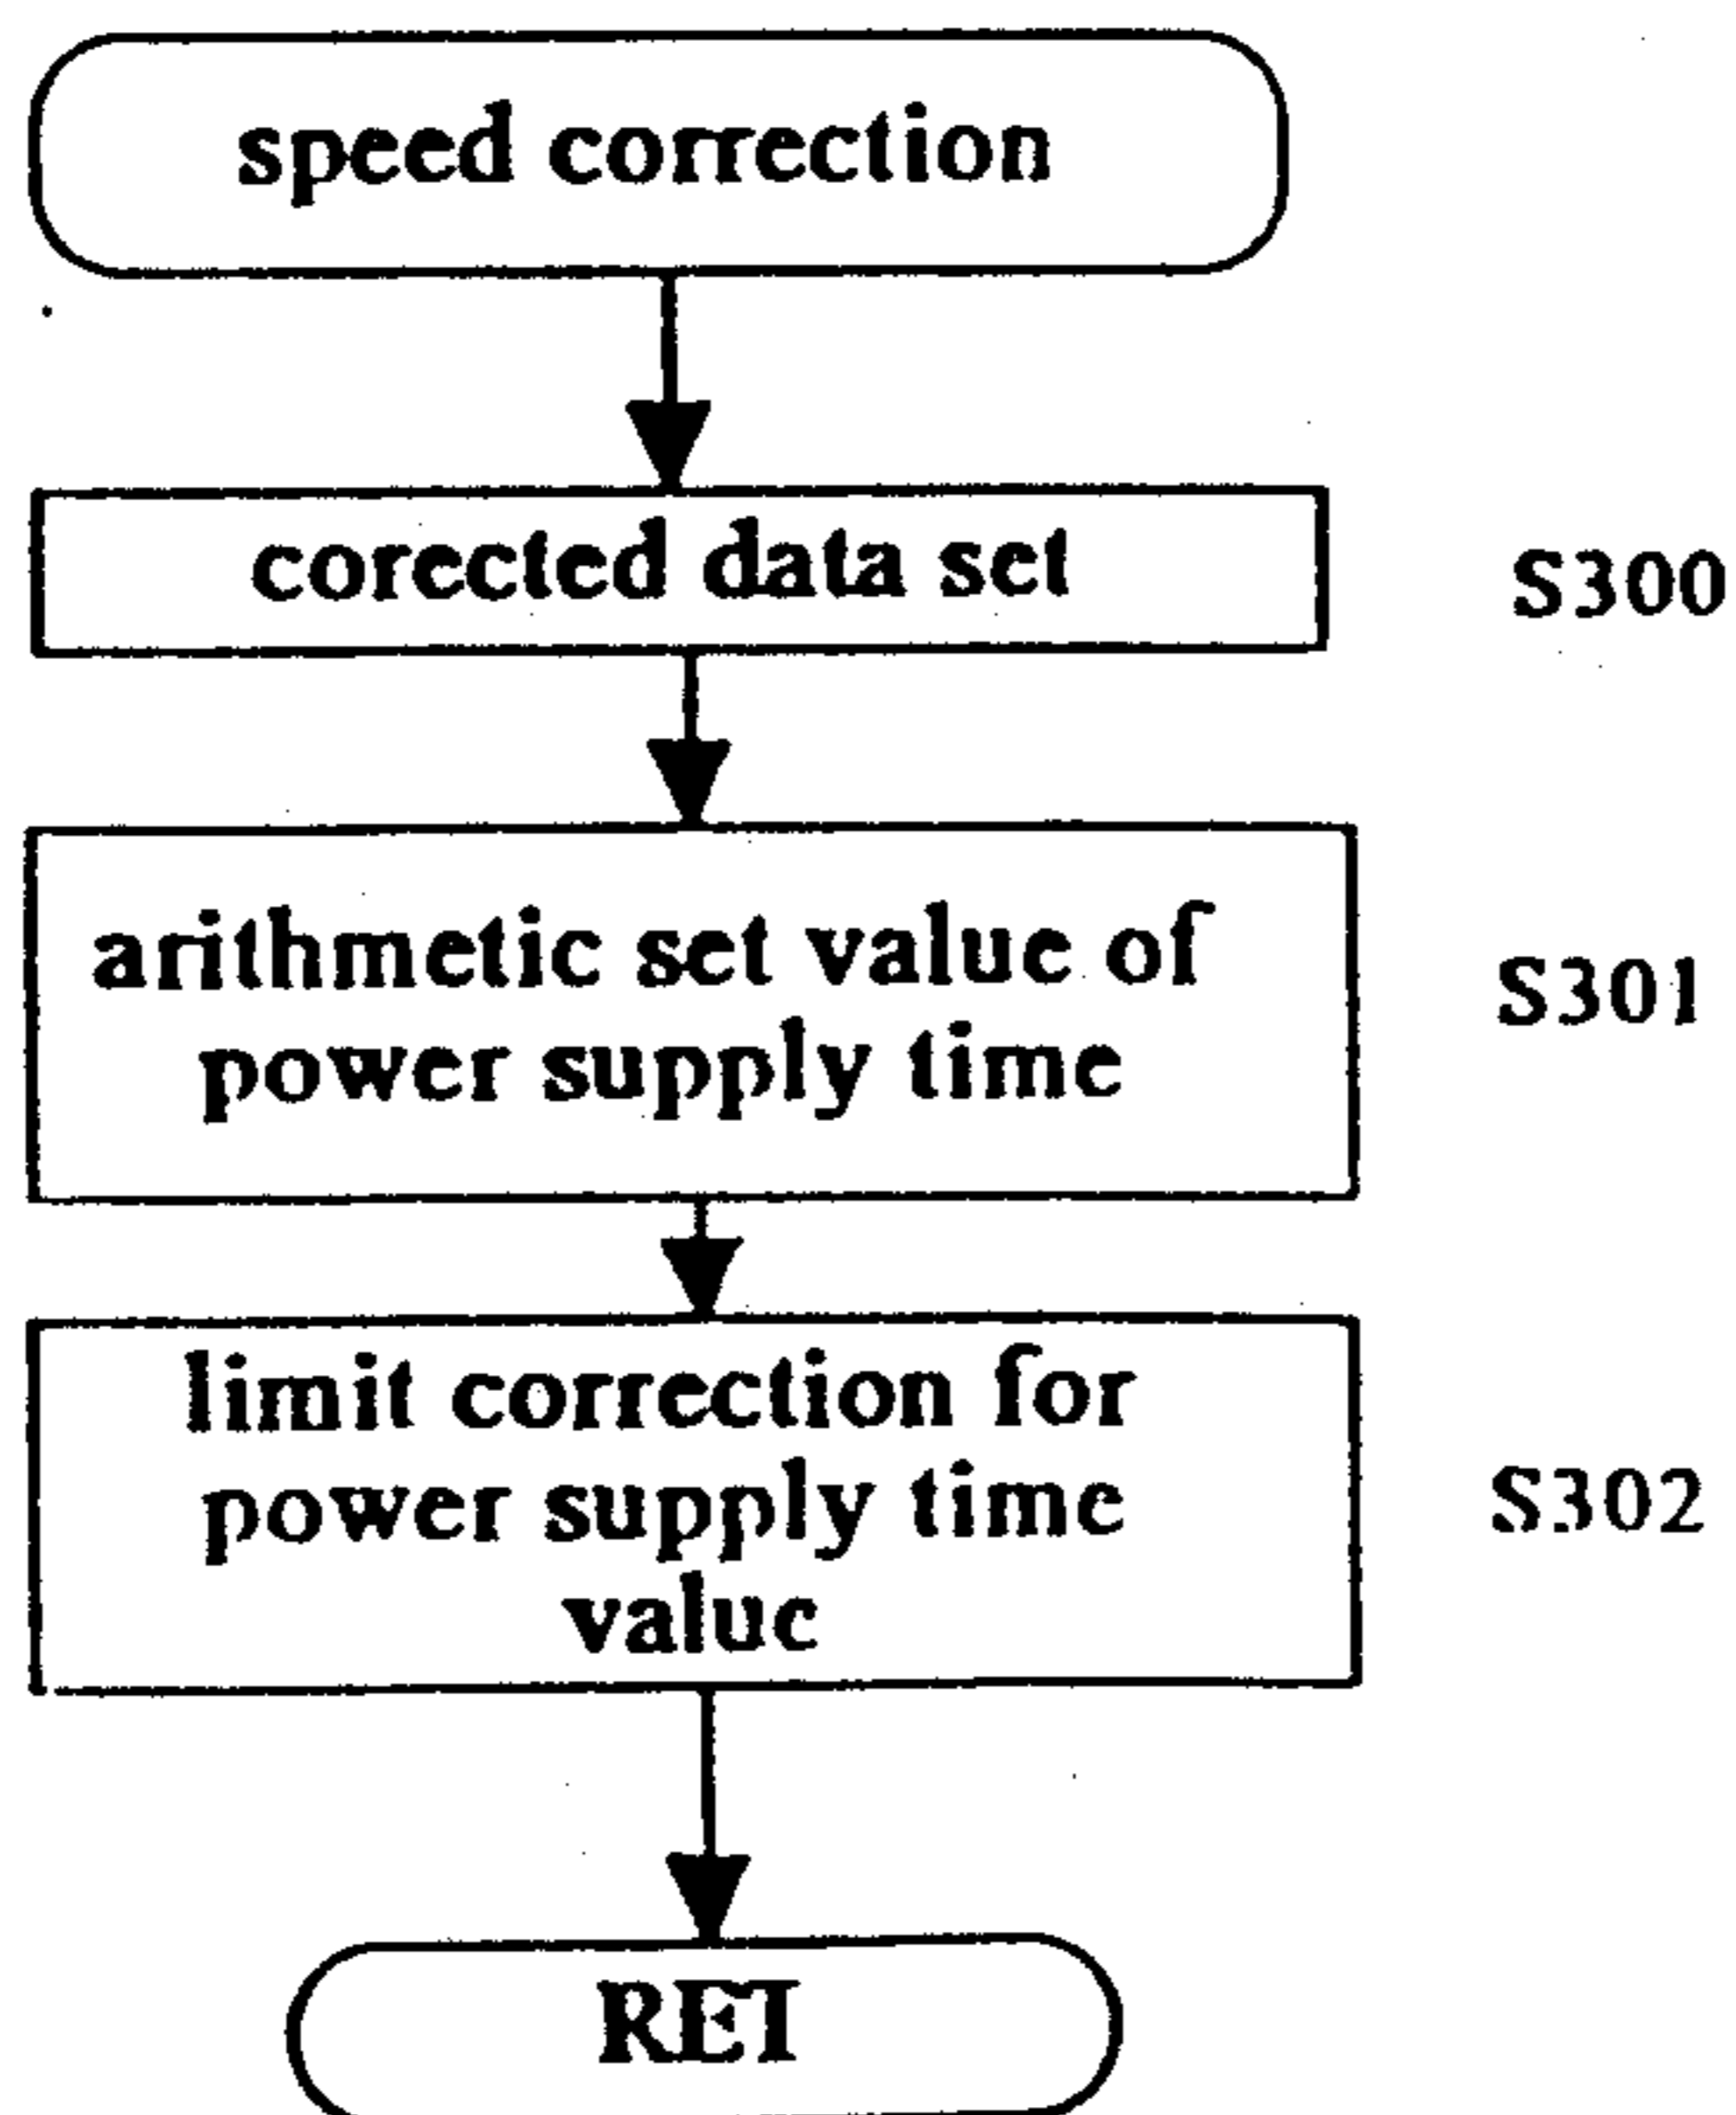 speed correction
corected data set
S300
arithmetic set value of
power supply time
S301
limit correction for
power supply time
value
S302
RET